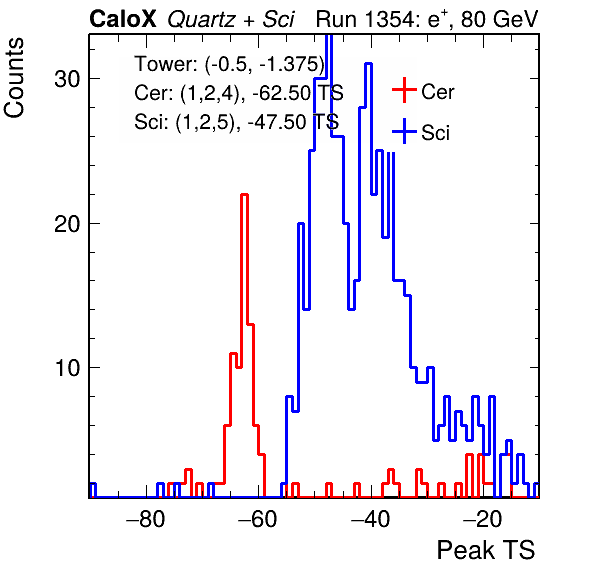 CaloX Quartz + Sci Run 1354: e⁺, 80 GeV
Counts
Tower: (-0.5, -1.375)
Cer: (1,2,4), -62.50 TS
Sci: (1,2,5), -47.50 TS
Cer
Sci
30
20
10
−80 −60 −40 −20
Peak TS